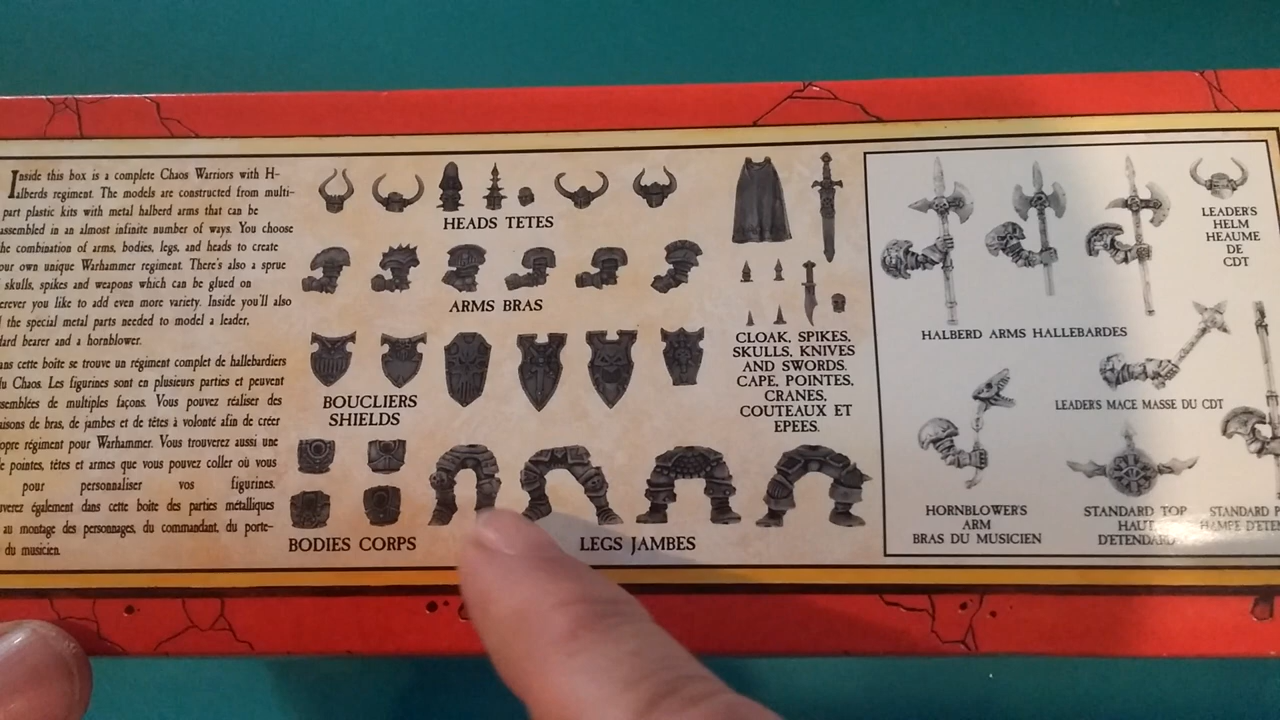 Inside this box is a complete Chaos Warriors with H-
alberds regiment. The models are constructed from multi-
part plastic kits with metal halberd arms that can be
assembled in an almost infinite number of ways. You choose
the combination of arms, bodies, legs, and heads to create
our own unique Warhammer regiment. There's also a sprue
skulls, spikes and weapons which can be glued on
erever you like to add even more variety. Inside you'll also
the special metal parts needed to model a leader,
dard bearer and a hornblower.
ans cette boîte se trouve un régiment complet de hallebardiers
du Chaos. Les figurines sont en plusieurs parties et peuvent
ssemblées de multiples façons. Vous pouvez réaliser des
aisons de bras, de jambes et de têtes à volonté afin de créer
opre régiment pour Warhammer. Vous trouverez aussi une
e pointes, têtes et armes que vous pouvez coller où vous
pour personnaliser vos figurines.
uverez également dans cette boîte des parties métalliques
au montage des personnages, du commandant, du porte-
du musicien.
HEADS TETES
ARMS BRAS
BOUCLIERS
SHIELDS
BODIES CORPS
LEGS JAMBES
CLOAK, SPIKES,
SKULLS, KNIVES
AND SWORDS.
CAPE, POINTES,
CRANES,
COUTEAUX ET
EPEES.
HALBERD ARMS HALLEBARDES
LEADER'S
HELM
HEAUME
DE
CDT
LEADER'S MACE MASSE DU CDT
HORNBLOWER'S
ARM
BRAS DU MUSICIEN
STANDARD TOP
HAUT
D'ETENDARD
STANDARD P
HAMPE D'ETE